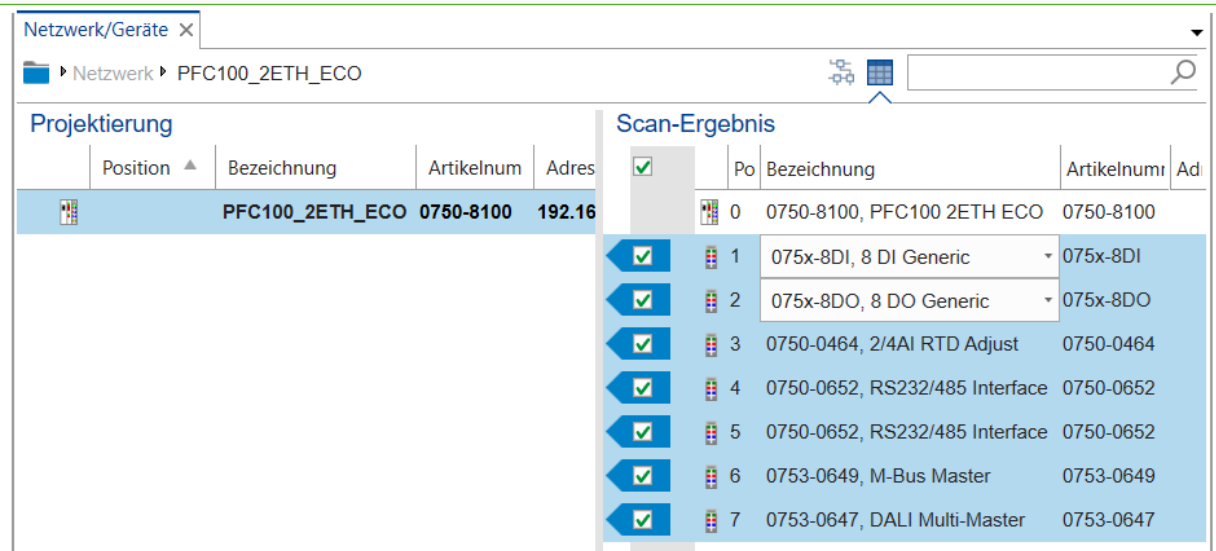 Netzwerk/Geräte
Netzwerk PFC100_2ETH_ECO
Projektierung
Position Bezeichnung Artikelnum Adres
PFC100_2ETH_ECO 0750-8100 192.16
Scan-Ergebnis
Po Bezeichnung Artikelnumr Adr
0 0750-8100, PFC100 2ETH ECO 0750-8100
1 075x-8DI, 8 DI Generic 075x-8DI
2 075x-8DO, 8 DO Generic 075x-8DO
3 0750-0464, 2/4AI RTD Adjust 0750-0464
4 0750-0652, RS232/485 Interface 0750-0652
5 0750-0652, RS232/485 Interface 0750-0652
6 0753-0649, M-Bus Master 0753-0649
7 0753-0647, DALI Multi-Master 0753-0647